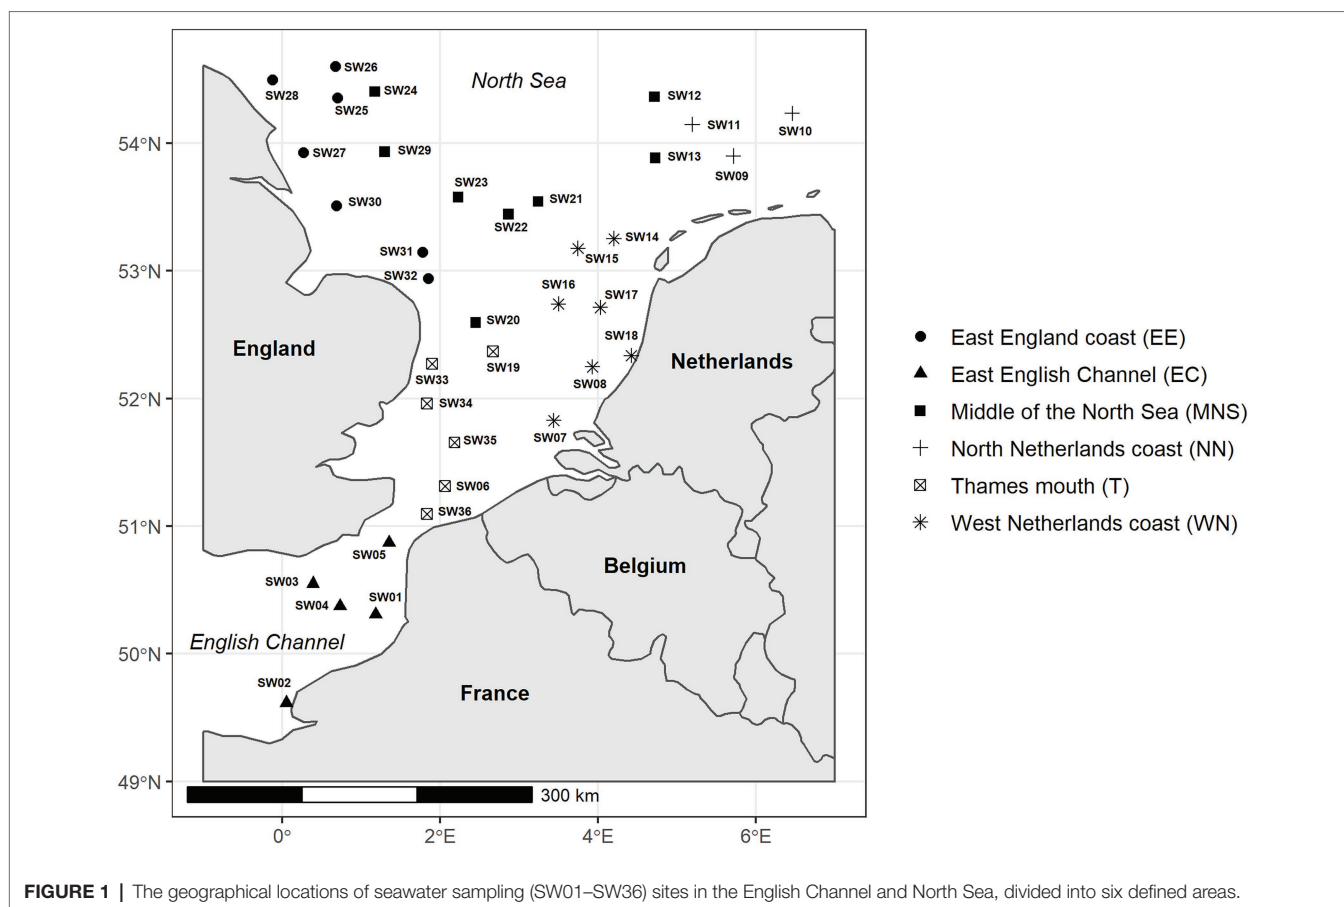 SW26
North Sea
SW28
SW24
SW25
SW12
SW11
SW10
54°N
SW27
SW29
SW13
SW09
SW23
SW30
SW21
SW22
SW14
SW31
SW15
53°N
SW32
SW16
SW17
SW20
SW18
England
SW19
Netherlands
SW33
SW08
52°N
SW34
SW35
SW07
SW06
SW36
51°N
SW05
Belgium
SW03
SW04
SW01
English Channel
50°N
SW02
France
49°N
300 km
0°
2°E
4°E
6°E
East England coast (EE)
East English Channel (EC)
Middle of the North Sea (MNS)
North Netherlands coast (NN)
Thames mouth (T)
West Netherlands coast (WN)
FIGURE 1 | The geographical locations of seawater sampling (SW01–SW36) sites in the English Channel and North Sea, divided into six defined areas.